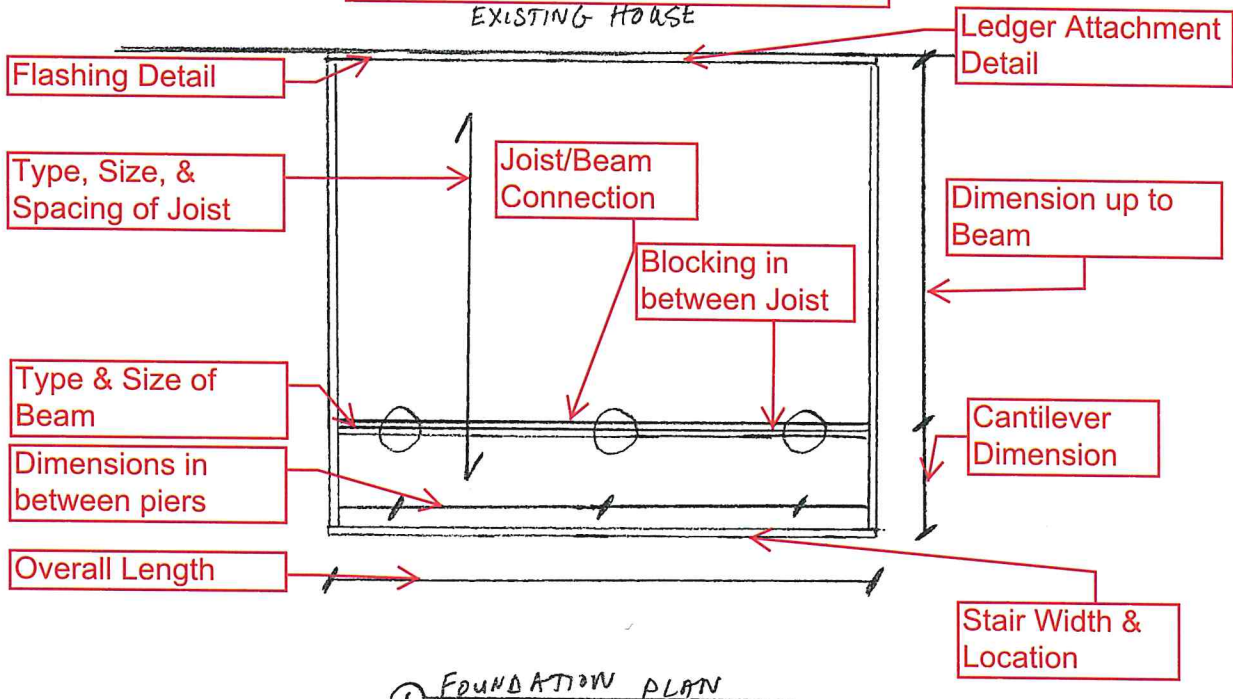 EXISTING HOUSE
Ledger Attachment
Detail
Flashing Detail
Type, Size, &
Spacing of Joist
Joist/Beam
Connection
Dimension up to
Beam
Blocking in
between Joist
Type & Size of
Beam
Cantilever
Dimension
Dimensions in
between piers
Overall Length
Stair Width &
Location
1 FOUNDATION PLAN